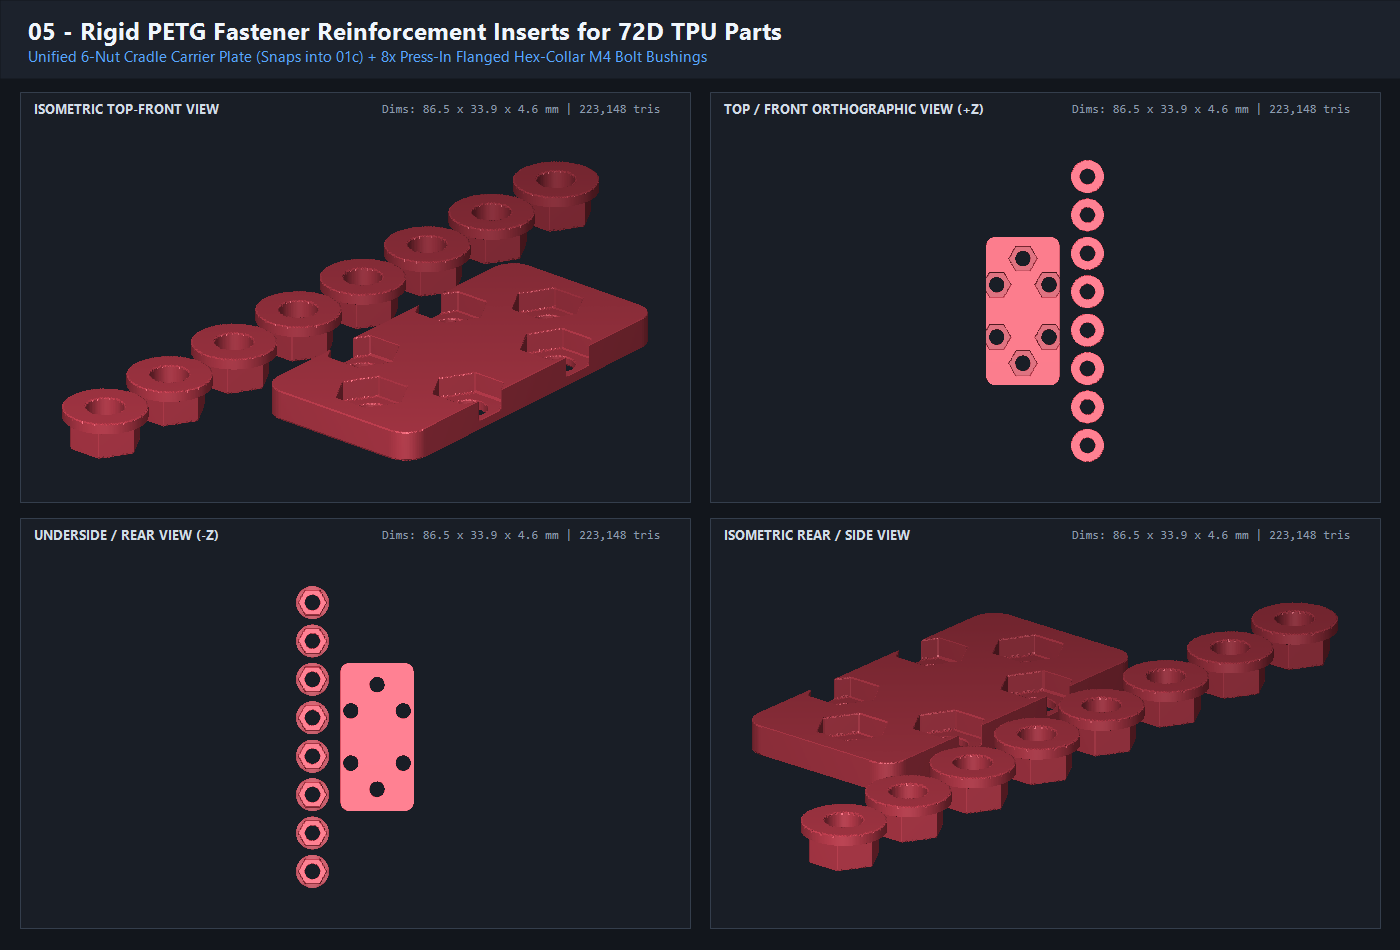 05 - Rigid PETG Fastener Reinforcement Inserts for 72D TPU Parts
Unified 6-Nut Cradle Carrier Plate (Snaps into 01c) + 8x Press-In Flanged Hex-Collar M4 Bolt Bushings
ISOMETRIC TOP-FRONT VIEW
Dims: 86.5 x 33.9 x 4.6 mm | 223,148 tris
TOP / FRONT ORTHOGRAPHIC VIEW (+Z)
Dims: 86.5 x 33.9 x 4.6 mm | 223,148 tris
UNDERSIDE / REAR VIEW (-Z)
Dims: 86.5 x 33.9 x 4.6 mm | 223,148 tris
ISOMETRIC REAR / SIDE VIEW
Dims: 86.5 x 33.9 x 4.6 mm | 223,148 tris